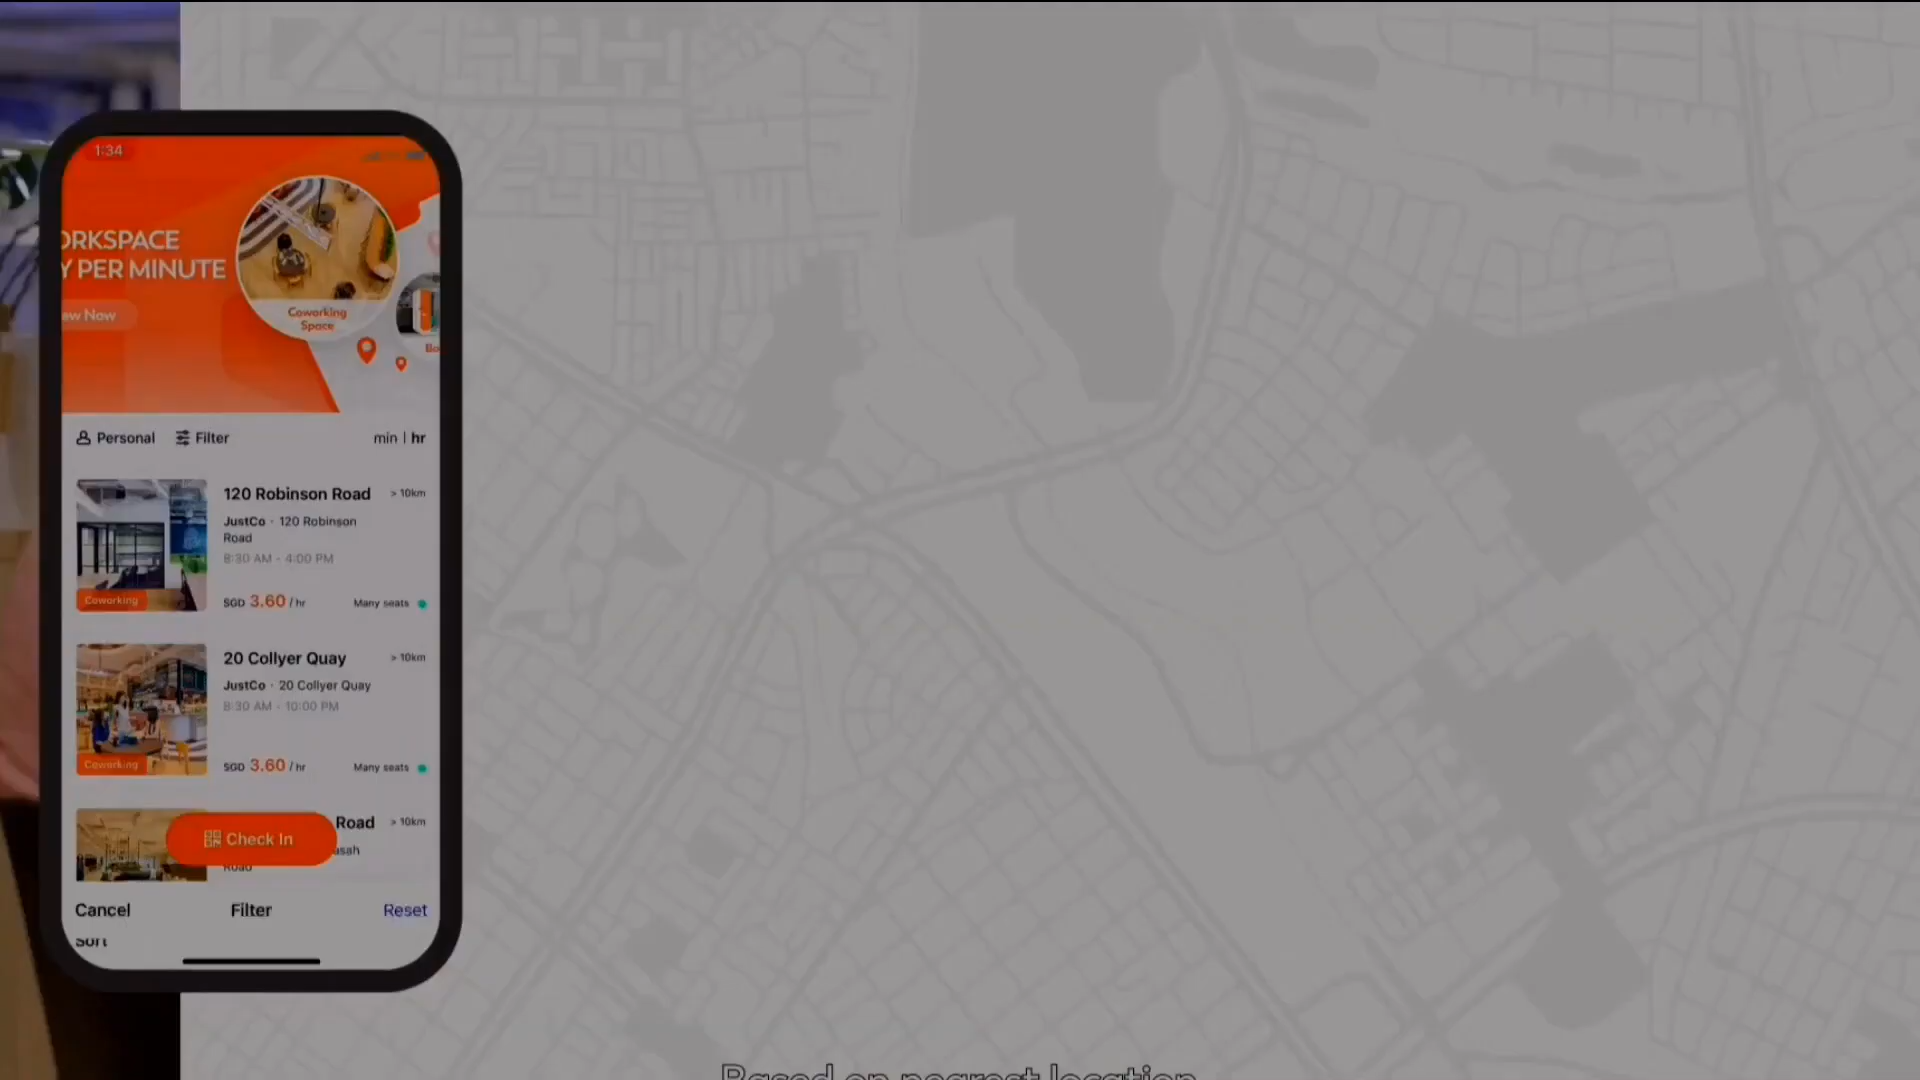 1:34
ORKSPACE
Y PER MINUTE
ew Now
Coworking
Space
Personal Filter min | hr
120 Robinson Road > 10km
JustCo · 120 Robinson
Road
8:30 AM - 4:00 PM
Coworking
SGD 3.60 / hr Many seats
20 Collyer Quay > 10km
JustCo · 20 Collyer Quay
8:30 AM - 10:00 PM
Coworking
SGD 3.60 / hr Many seats
Road > 10km
asah
Road
Check In
Cancel Filter Reset
Sort
Based on nearest location